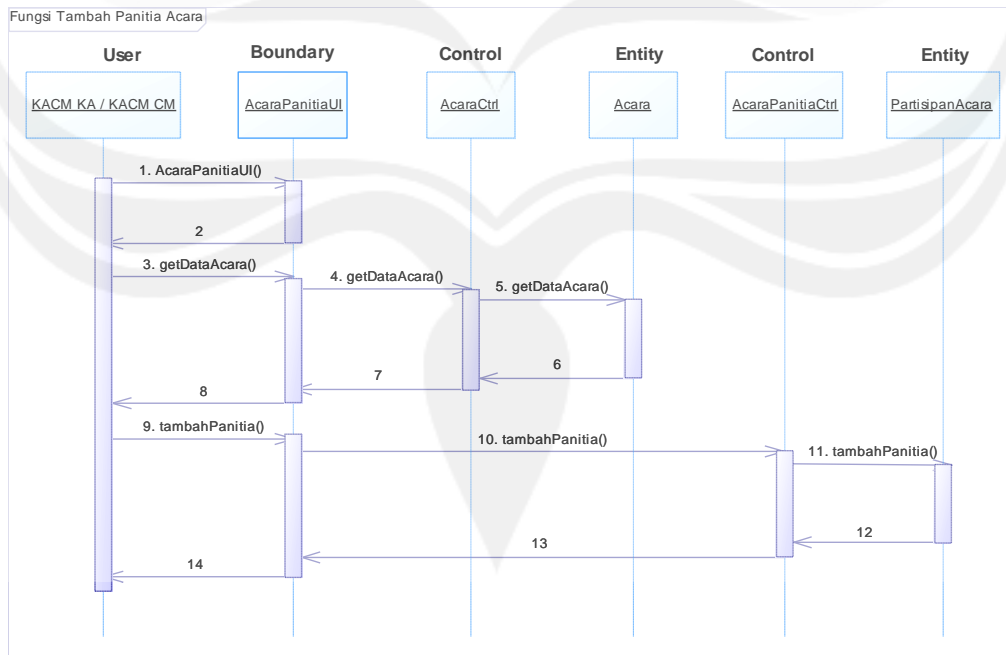 Fungsi Tambah Panitia Acara
User
Boundary
Control
Entity
Control
Entity
KACM KA / KACM CM
AcaraPanitiaUI
AcaraCtrl
Acara
AcaraPanitiaCtrl
PartisipanAcara
1. AcaraPanitiaUI()
2
3. getDataAcara()
4. getDataAcara()
5. getDataAcara()
6
7
8
9. tambahPanitia()
10. tambahPanitia()
11. tambahPanitia()
12
13
14